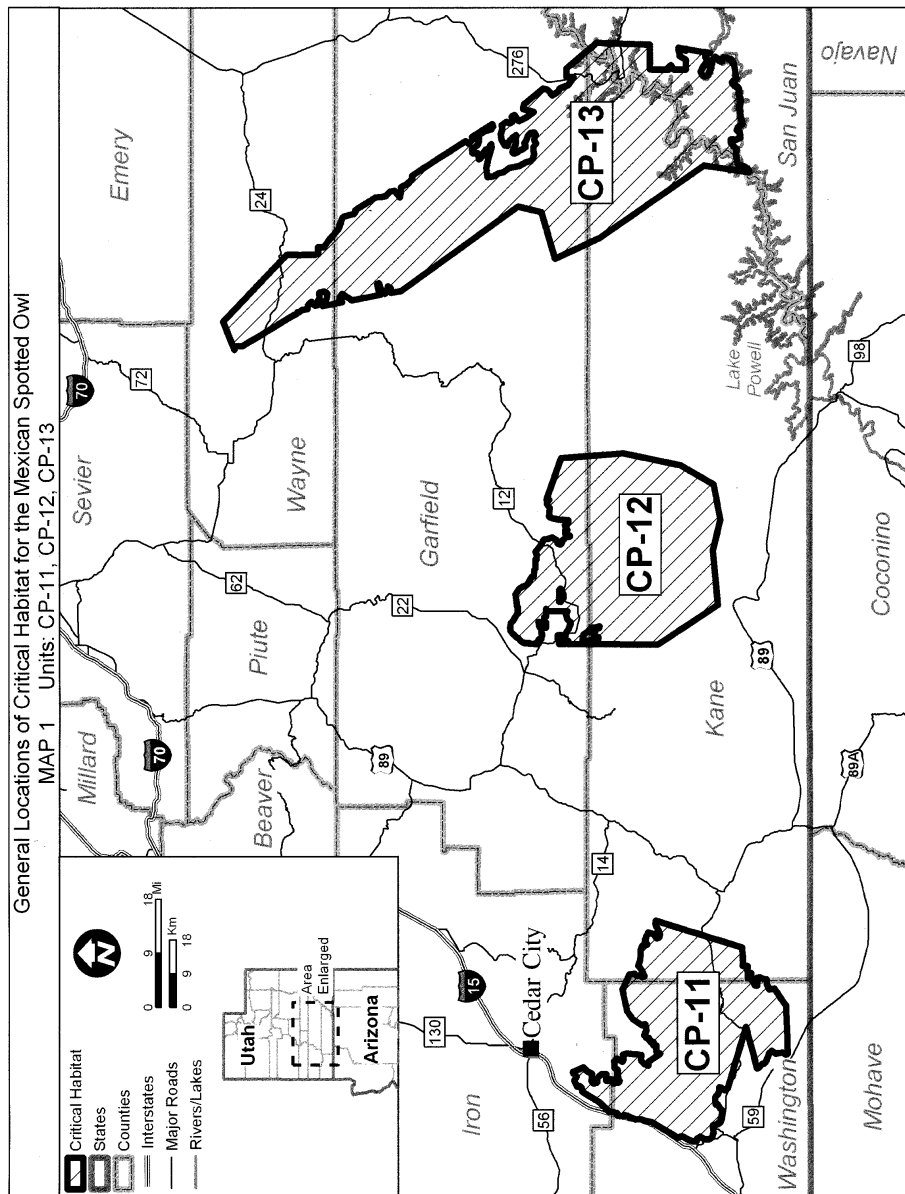 General Locations of Critical Habitat for the Mexican Spotted Owl
MAP 1 Units: CP-11, CP-12, CP-13
Critical Habitat
States
Counties
Interstates
Major Roads
Rivers/Lakes
N
0 9 18 Mi
0 9 18 Km
Utah
Area
Enlarged
Arizona
Millard
70
Sevier
70
72
Emery
Beaver
Piute
62
Wayne
24
89
22
Garfield
12
276
Iron
130
15
Cedar City
56
14
CP-11
59
Washington
Kane
CP-12
CP-13
89
Lake
Powell
San Juan
Mohave
89A
Coconino
98
Navajo